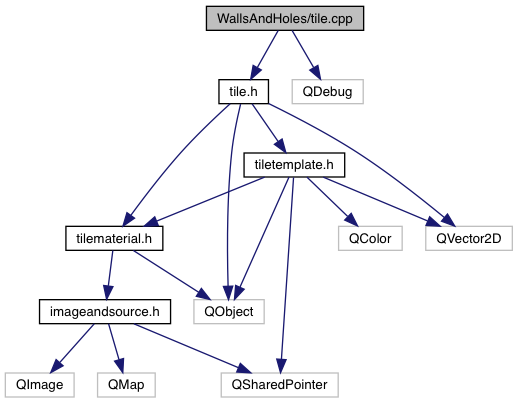 WallsAndHoles/tile.cpp
tile.h
QDebug
tiletemplate.h
tilematerial.h
QColor
QVector2D
imageandsource.h
QObject
QImage
QMap
QSharedPointer